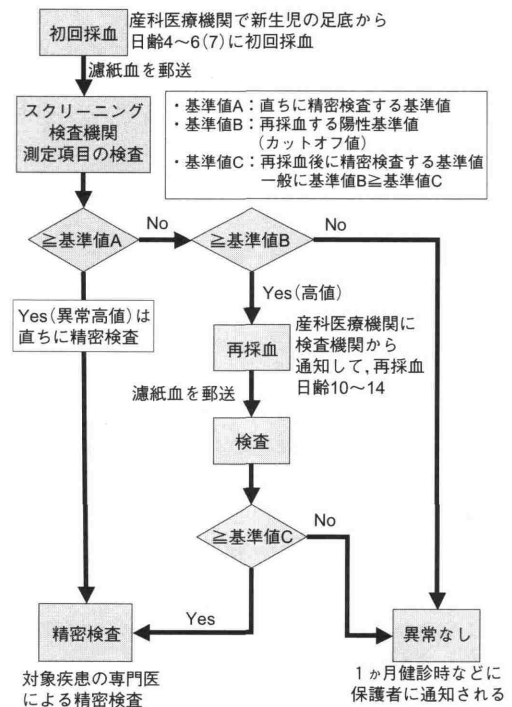 初回採血
産科医療機関で新生児の足底から
日齢4〜6(7)に初回採血
濾紙血を郵送
スクリーニング
検査機関
測定項目の検査
・基準値A：直ちに精密検査する基準値
・基準値B：再採血する陽性基準値
(カットオフ値)
・基準値C：再採血後に精密検査する基準値
一般に基準値B≧基準値C
≧基準値A
No
≧基準値B
No
Yes(異常高値)は
直ちに精密検査
Yes(高値)
再採血
産科医療機関に
検査機関から
通知して，再採血
日齢10〜14
濾紙血を郵送
検査
≧基準値C
No
Yes
精密検査
対象疾患の専門医
による精密検査
異常なし
1か月健診時などに
保護者に通知される